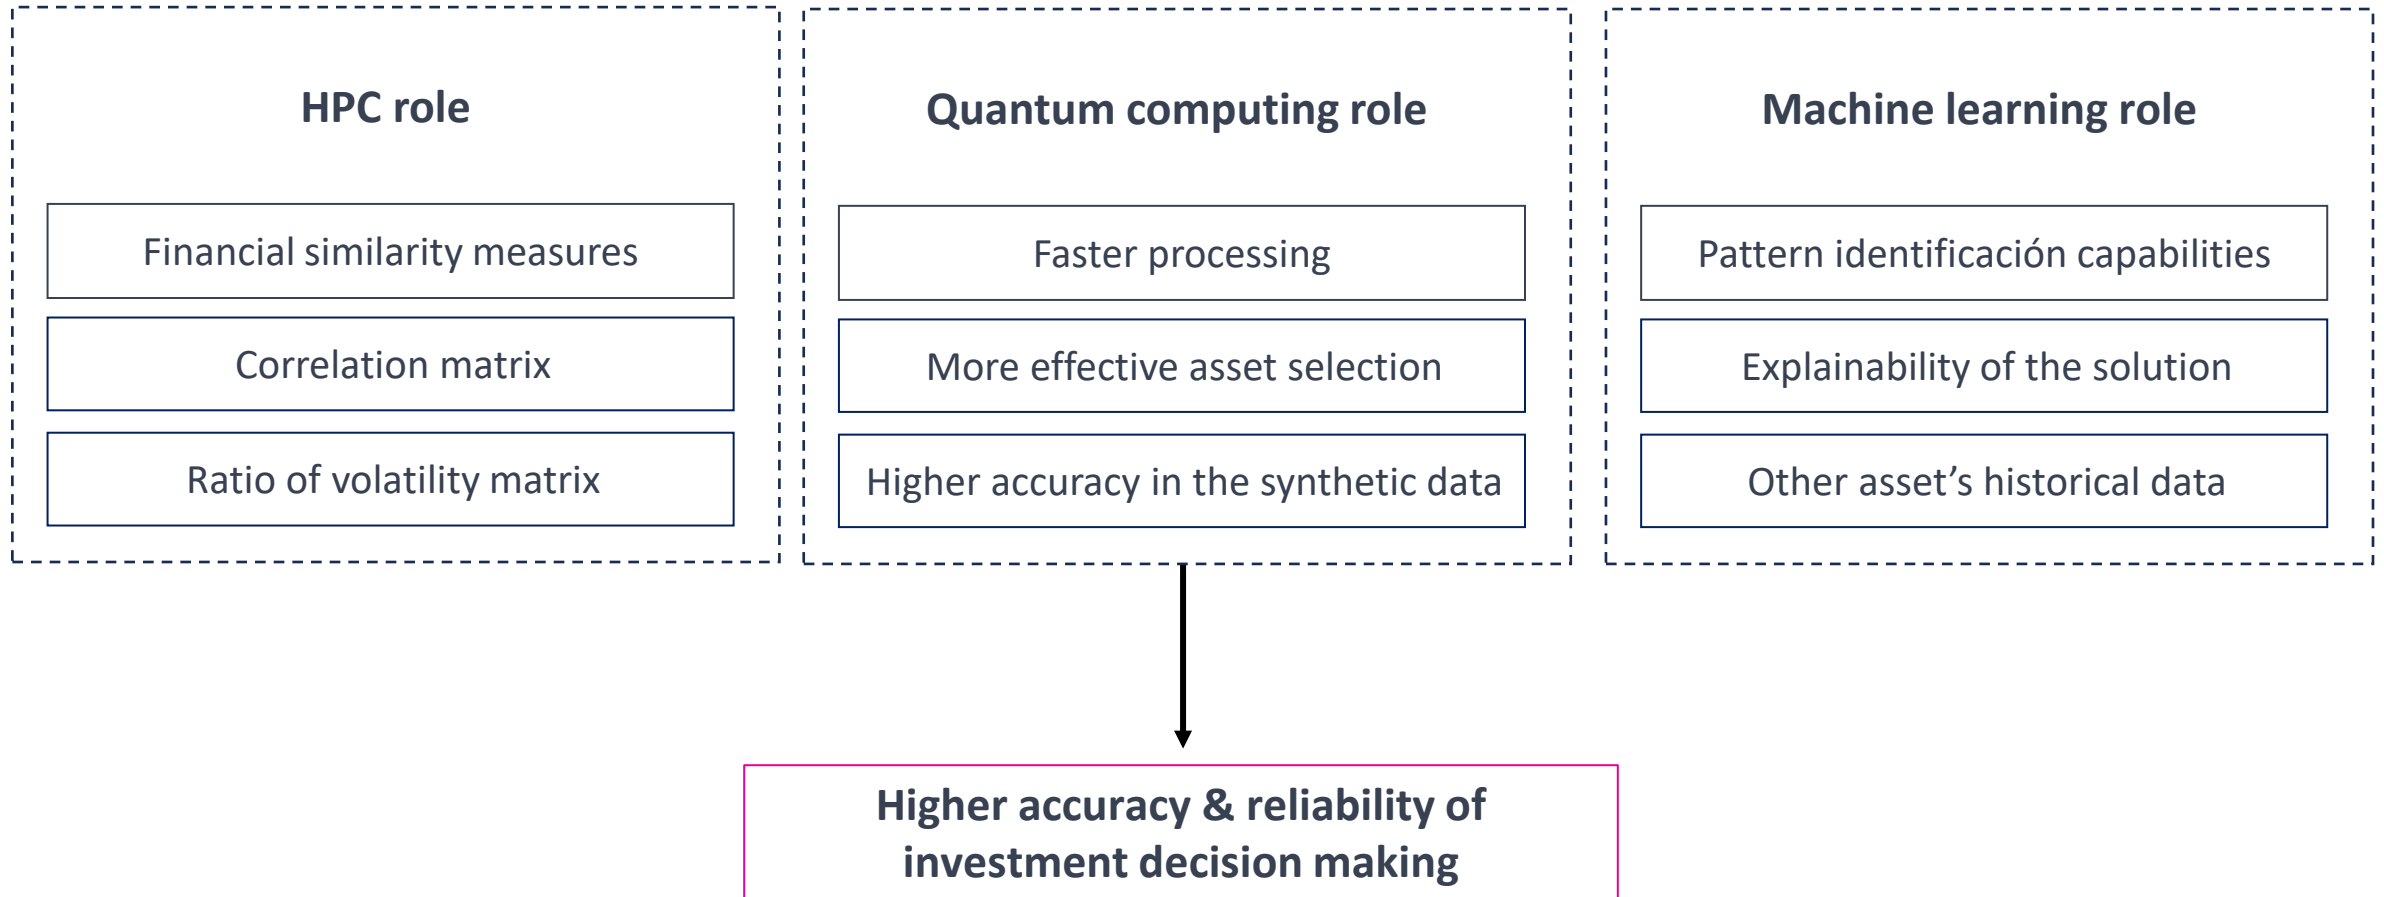 HPC role
Financial similarity measures
Correlation matrix
Ratio of volatility matrix
Quantum computing role
Faster processing
More effective asset selection
Higher accuracy in the synthetic data
Machine learning role
Pattern identificación capabilities
Explainability of the solution
Other asset’s historical data
Higher accuracy & reliability of
investment decision making